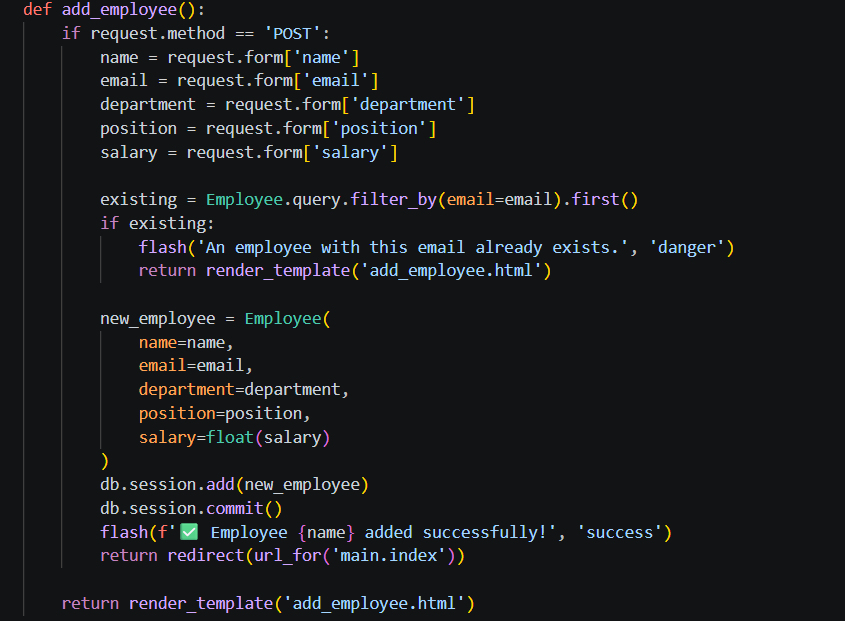 def add_employee():
    if request.method == 'POST':
        name = request.form['name']
        email = request.form['email']
        department = request.form['department']
        position = request.form['position']
        salary = request.form['salary']

        existing = Employee.query.filter_by(email=email).first()
        if existing:
            flash('An employee with this email already exists.', 'danger')
            return render_template('add_employee.html')

        new_employee = Employee(
            name=name,
            email=email,
            department=department,
            position=position,
            salary=float(salary)
        )
        db.session.add(new_employee)
        db.session.commit()
        flash(f'✅ Employee {name} added successfully!', 'success')
        return redirect(url_for('main.index'))

    return render_template('add_employee.html')